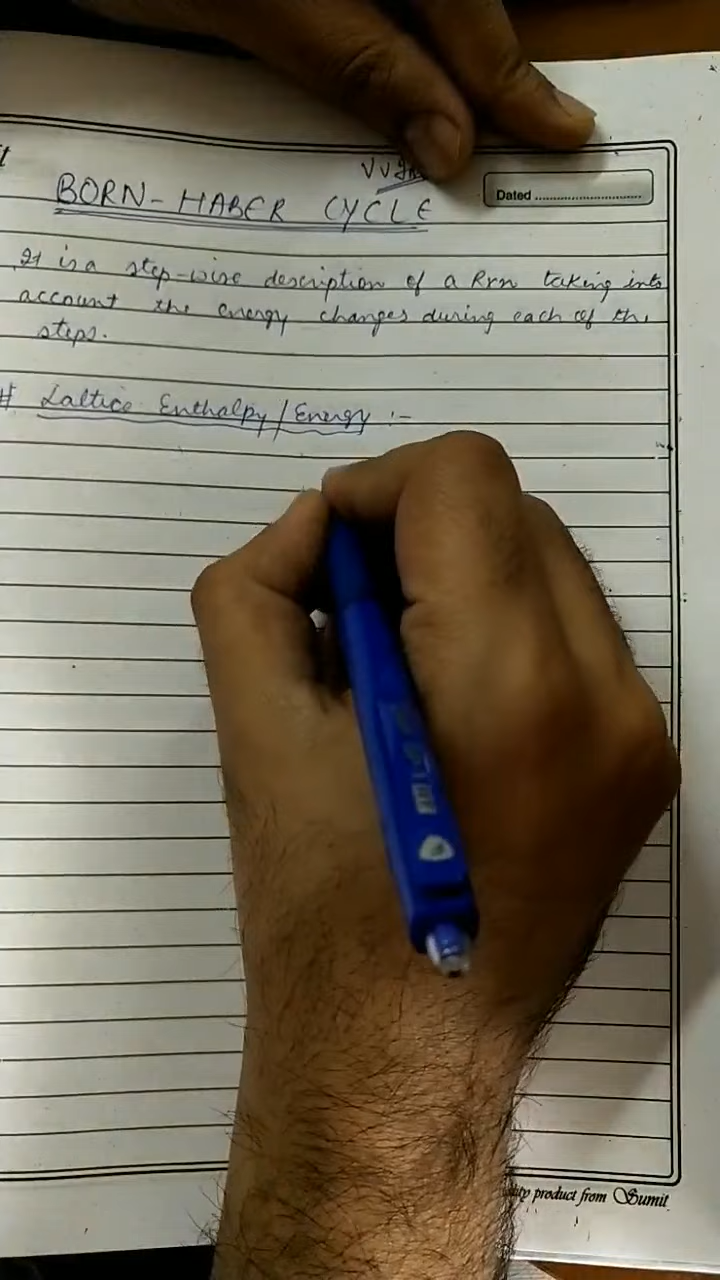 V V
BORN-HABER CYCLE
Dated
It is a step-wise description of a Rxn taking into
account the energy changes during each of the
steps.
# Lattice Enthalpy/Energy :-
product from Sumit